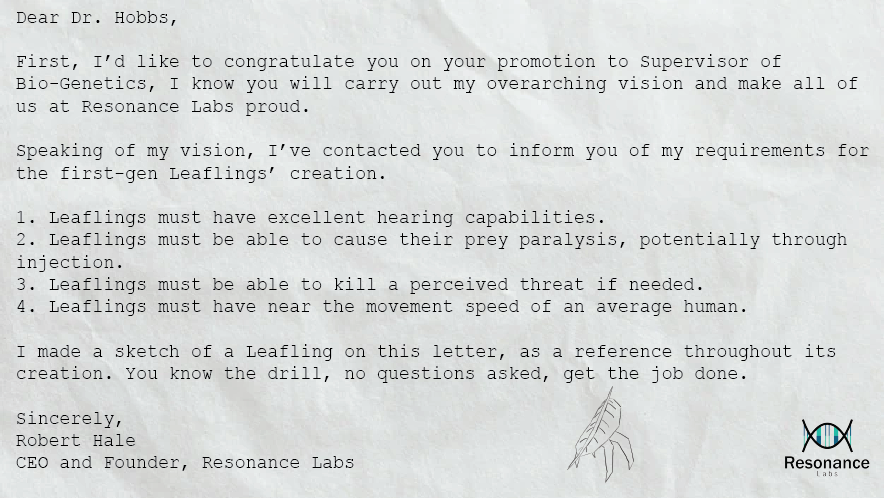 Dear Dr. Hobbs,
First, I’d like to congratulate you on your promotion to Supervisor of
Bio-Genetics, I know you will carry out my overarching vision and make all of
us at Resonance Labs proud.
Speaking of my vision, I’ve contacted you to inform you of my requirements for
the first-gen Leaflings’ creation.
1. Leaflings must have excellent hearing capabilities.
2. Leaflings must be able to cause their prey paralysis, potentially through
injection.
3. Leaflings must be able to kill a perceived threat if needed.
4. Leaflings must have near the movement speed of an average human.
I made a sketch of a Leafling on this letter, as a reference throughout its
creation. You know the drill, no questions asked, get the job done.
Sincerely,
Robert Hale
CEO and Founder, Resonance Labs
Resonance
Labs